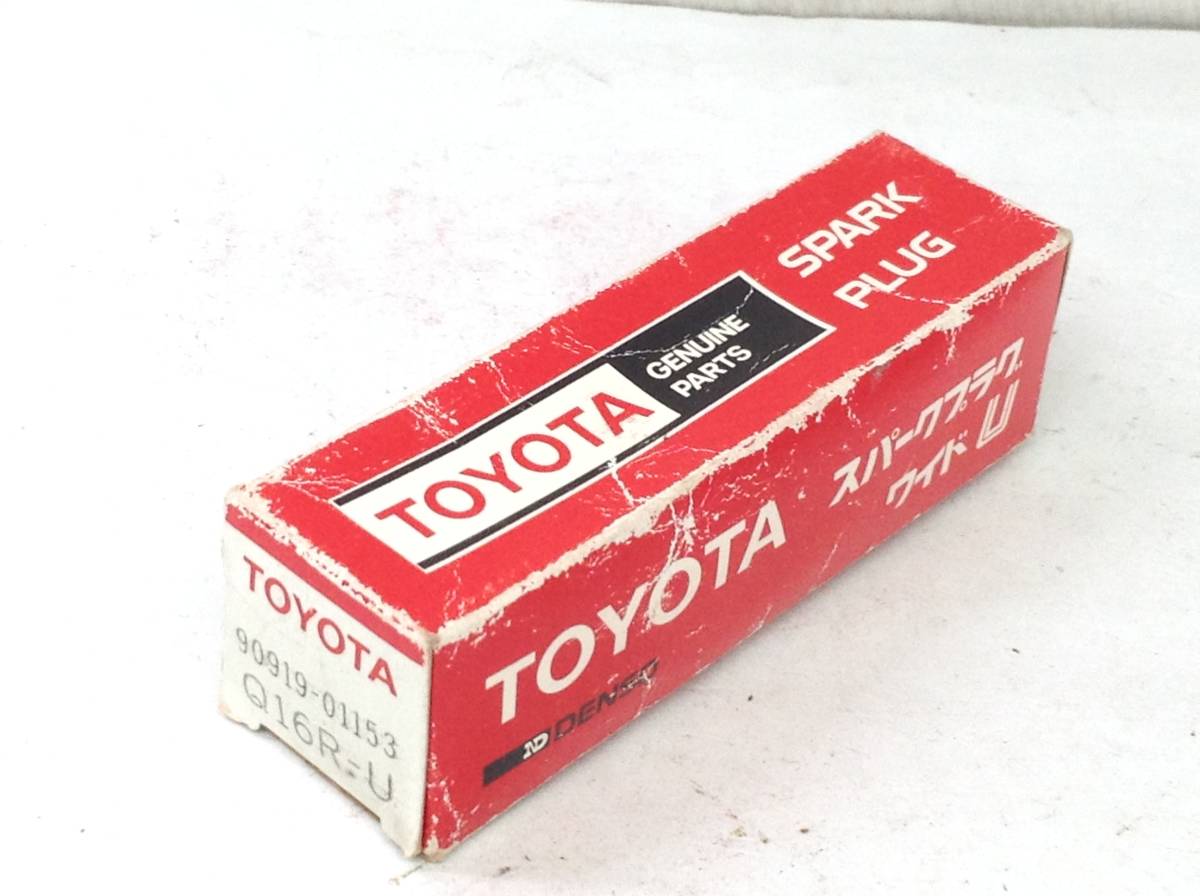 SPARK
PLUG
TOYOTA
GENUINE
PARTS
TOYOTA
スパークプラグ
ワイドU
ND DENSO
TOYOTA
90919-01153
Q16R-U